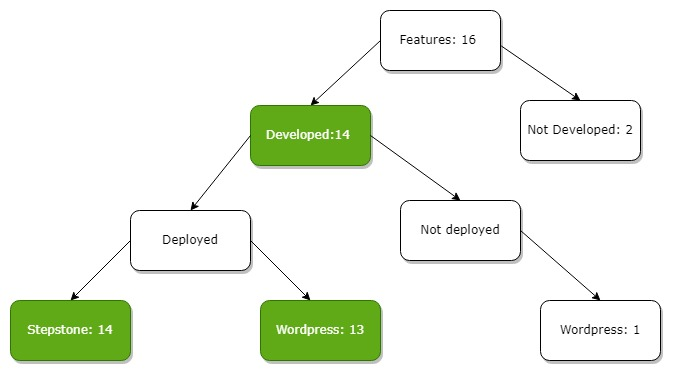 Features: 16
Developed:14
Not Developed: 2
Deployed
Not deployed
Stepstone: 14
Wordpress: 13
Wordpress: 1